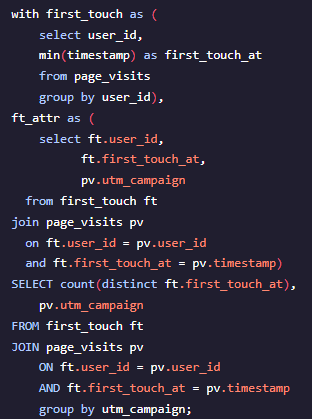 with first_touch as (
select user_id,
min(timestamp) as first_touch_at
from page_visits
group by user_id),
ft_attr as (
select ft.user_id,
ft.first_touch_at,
pv.utm_campaign
from first_touch ft
join page_visits pv
on ft.user_id = pv.user_id
and ft.first_touch_at = pv.timestamp)
SELECT count(distinct ft.first_touch_at),
pv.utm_campaign
FROM first_touch ft
JOIN page_visits pv
ON ft.user_id = pv.user_id
AND ft.first_touch_at = pv.timestamp
group by utm_campaign;